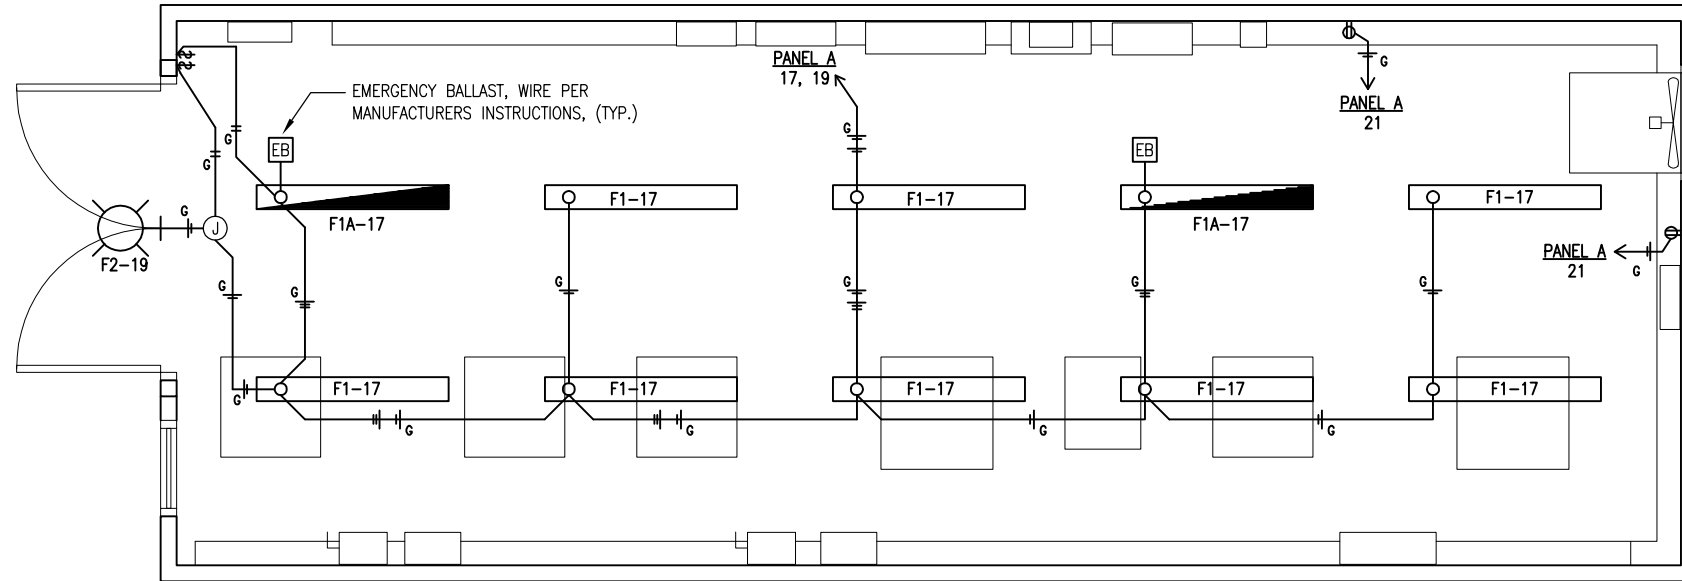 PANEL A
17, 19
G
PANEL A
21
EMERGENCY BALLAST, WIRE PER
MANUFACTURERS INSTRUCTIONS, (TYP.)
22
G
G
G
EB
EB
F1-17
F1-17
F1-17
F1A-17
F1A-17
G
J
F2-19
PANEL A
21
G
G
G
G
G
G
G
F1-17
F1-17
F1-17
F1-17
F1-17
G
G
G
G
G